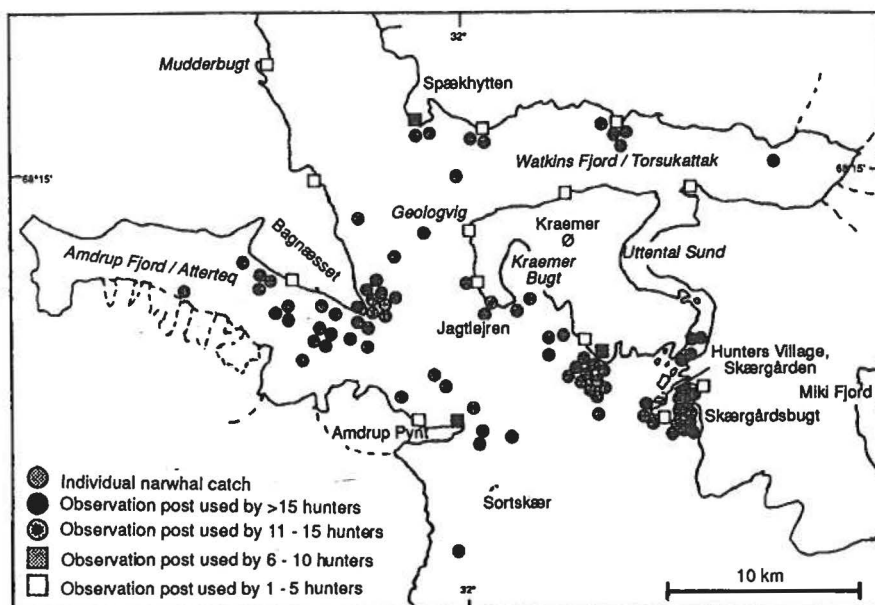 32°
Mudderbugt
Spækhytten
Watkins Fjord / Torsukattak
68°15'
68°15'
Geologvig
Kraemer
Ø
Bagnæsset
Uttental Sund
Amdrup Fjord / Atterteq
Kraemer
Bugt
Jagtlejren
Hunters Village,
Skærgården
Miki Fjord
Skærgårdsbugt
Amdrup Pynt
Individual narwhal catch
Observation post used by >15 hunters
Sortskær
Observation post used by 11 - 15 hunters
Observation post used by 6 - 10 hunters
Observation post used by 1 - 5 hunters
32°
10 km